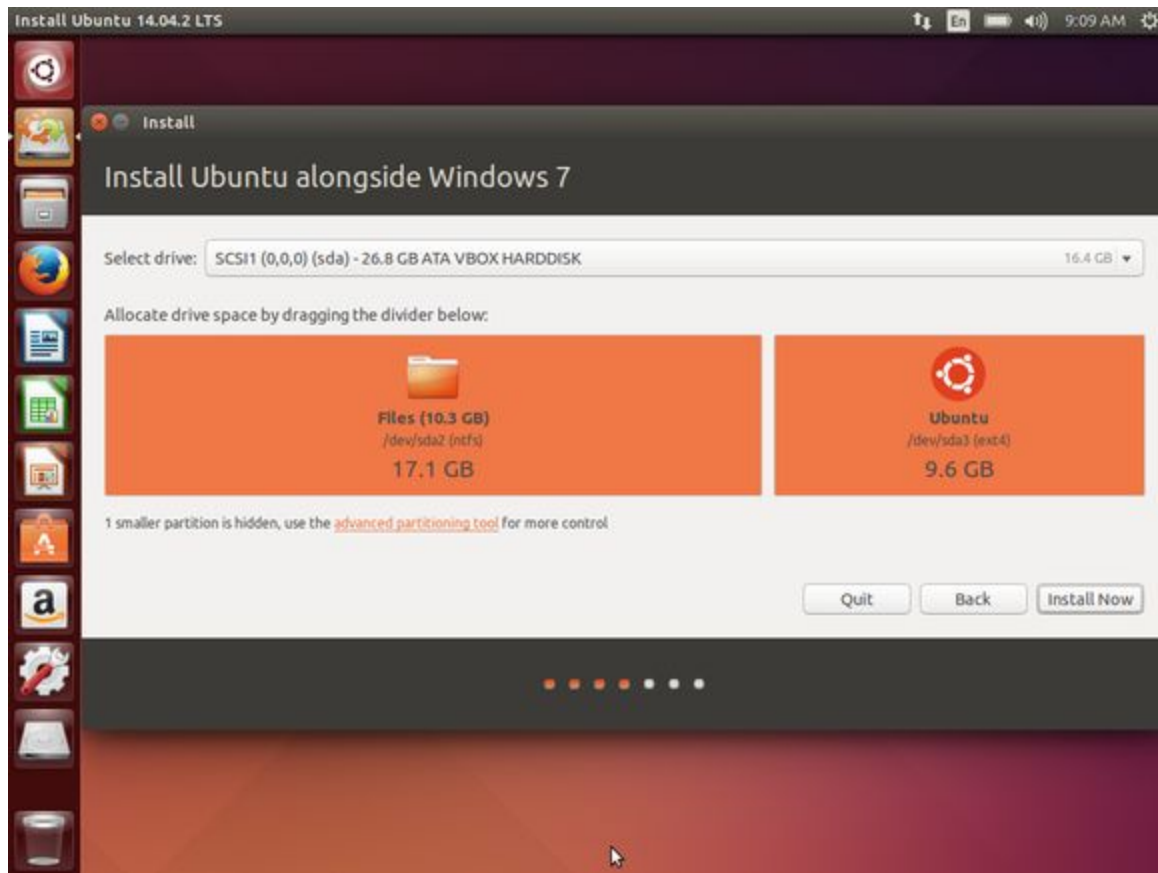 Install Ubuntu 14.04.2 LTS
En
9:09 AM
Install
Install Ubuntu alongside Windows 7
Select drive:
SCSI1 (0,0,0) (sda) - 26.8 GB ATA VBOX HARDDISK
16.4 GB
Allocate drive space by dragging the divider below:
Files (10.3 GB)
/dev/sda2 (ntfs)
17.1 GB
Ubuntu
/dev/sda3 (ext4)
9.6 GB
1 smaller partition is hidden, use the advanced partitioning tool for more control
Quit
Back
Install Now